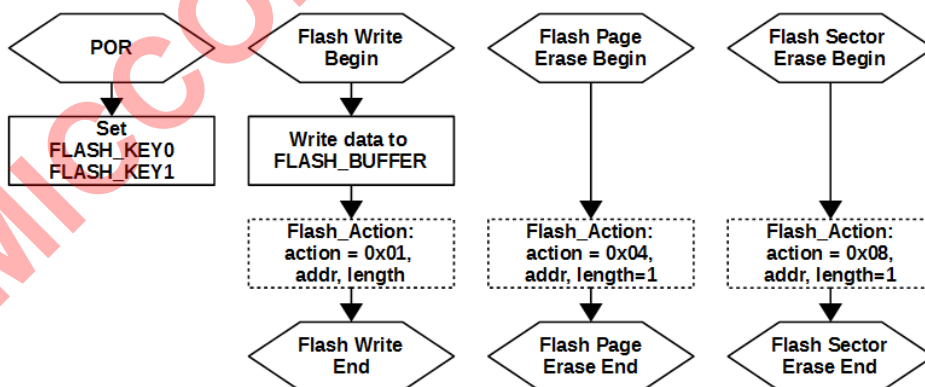 POR
Set
FLASH_KEY0
FLASH_KEY1
Flash Write
Begin
Write data to
FLASH_BUFFER
Flash_Action:
action = 0x01,
addr, length
Flash Write
End
Flash Page
Erase Begin
Flash_Action:
action = 0x04,
addr, length=1
Flash Page
Erase End
Flash Sector
Erase Begin
Flash_Action:
action = 0x08,
addr, length=1
Flash Sector
Erase End
MICCO